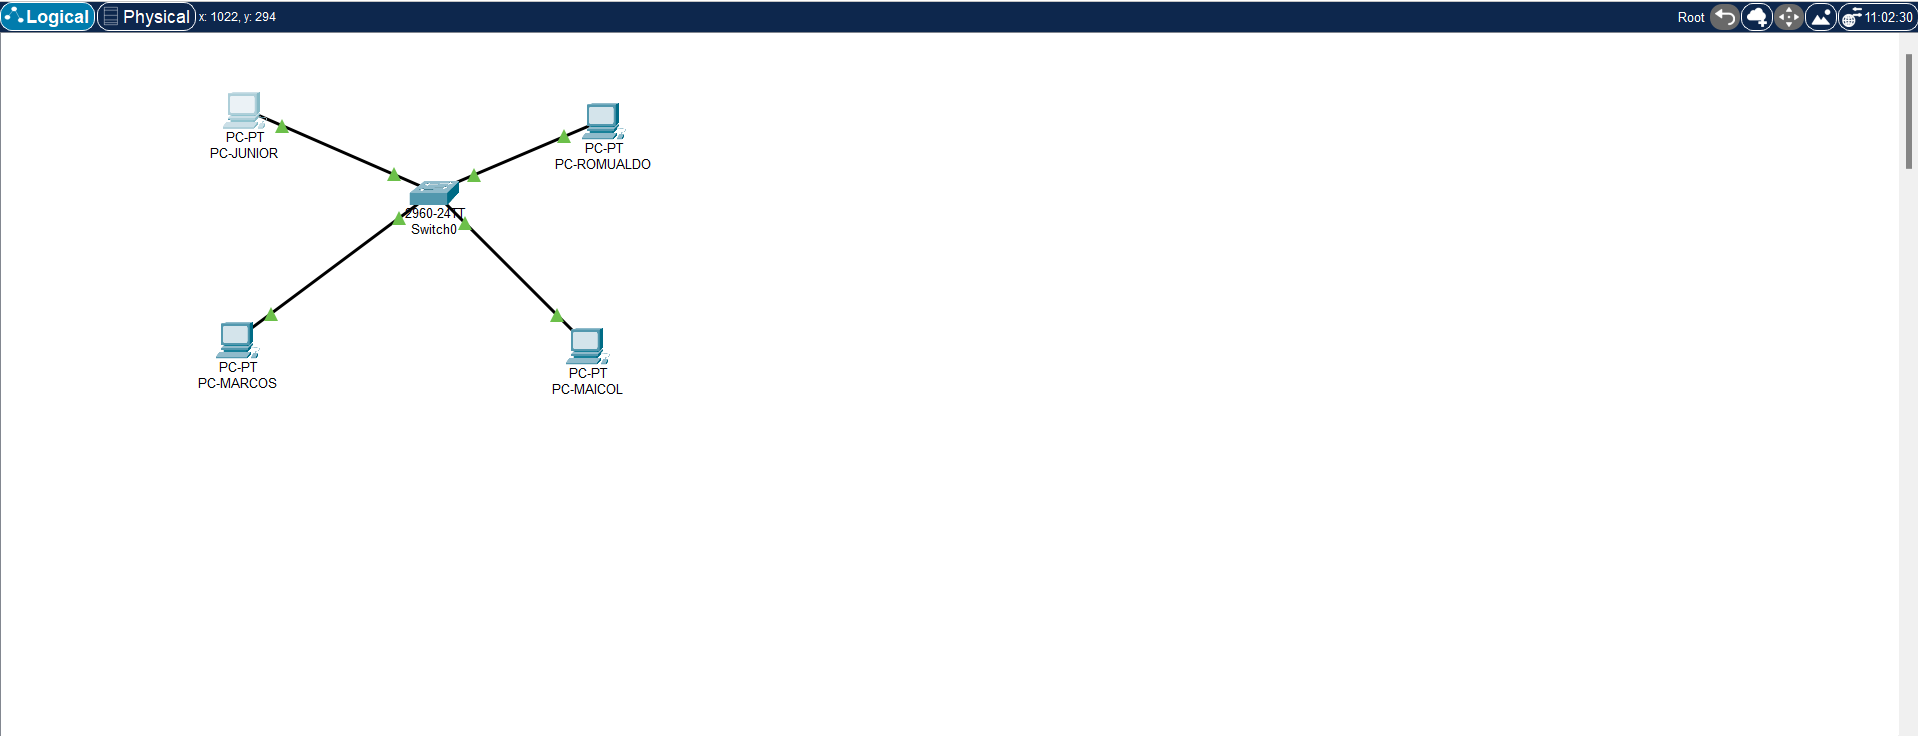 Logical Physical x: 1022, y: 294 Root 11:02:30
PC-PT
PC-JUNIOR
PC-PT
PC-ROMUALDO
2960-24TT
Switch0
PC-PT
PC-MARCOS
PC-PT
PC-MAICOL